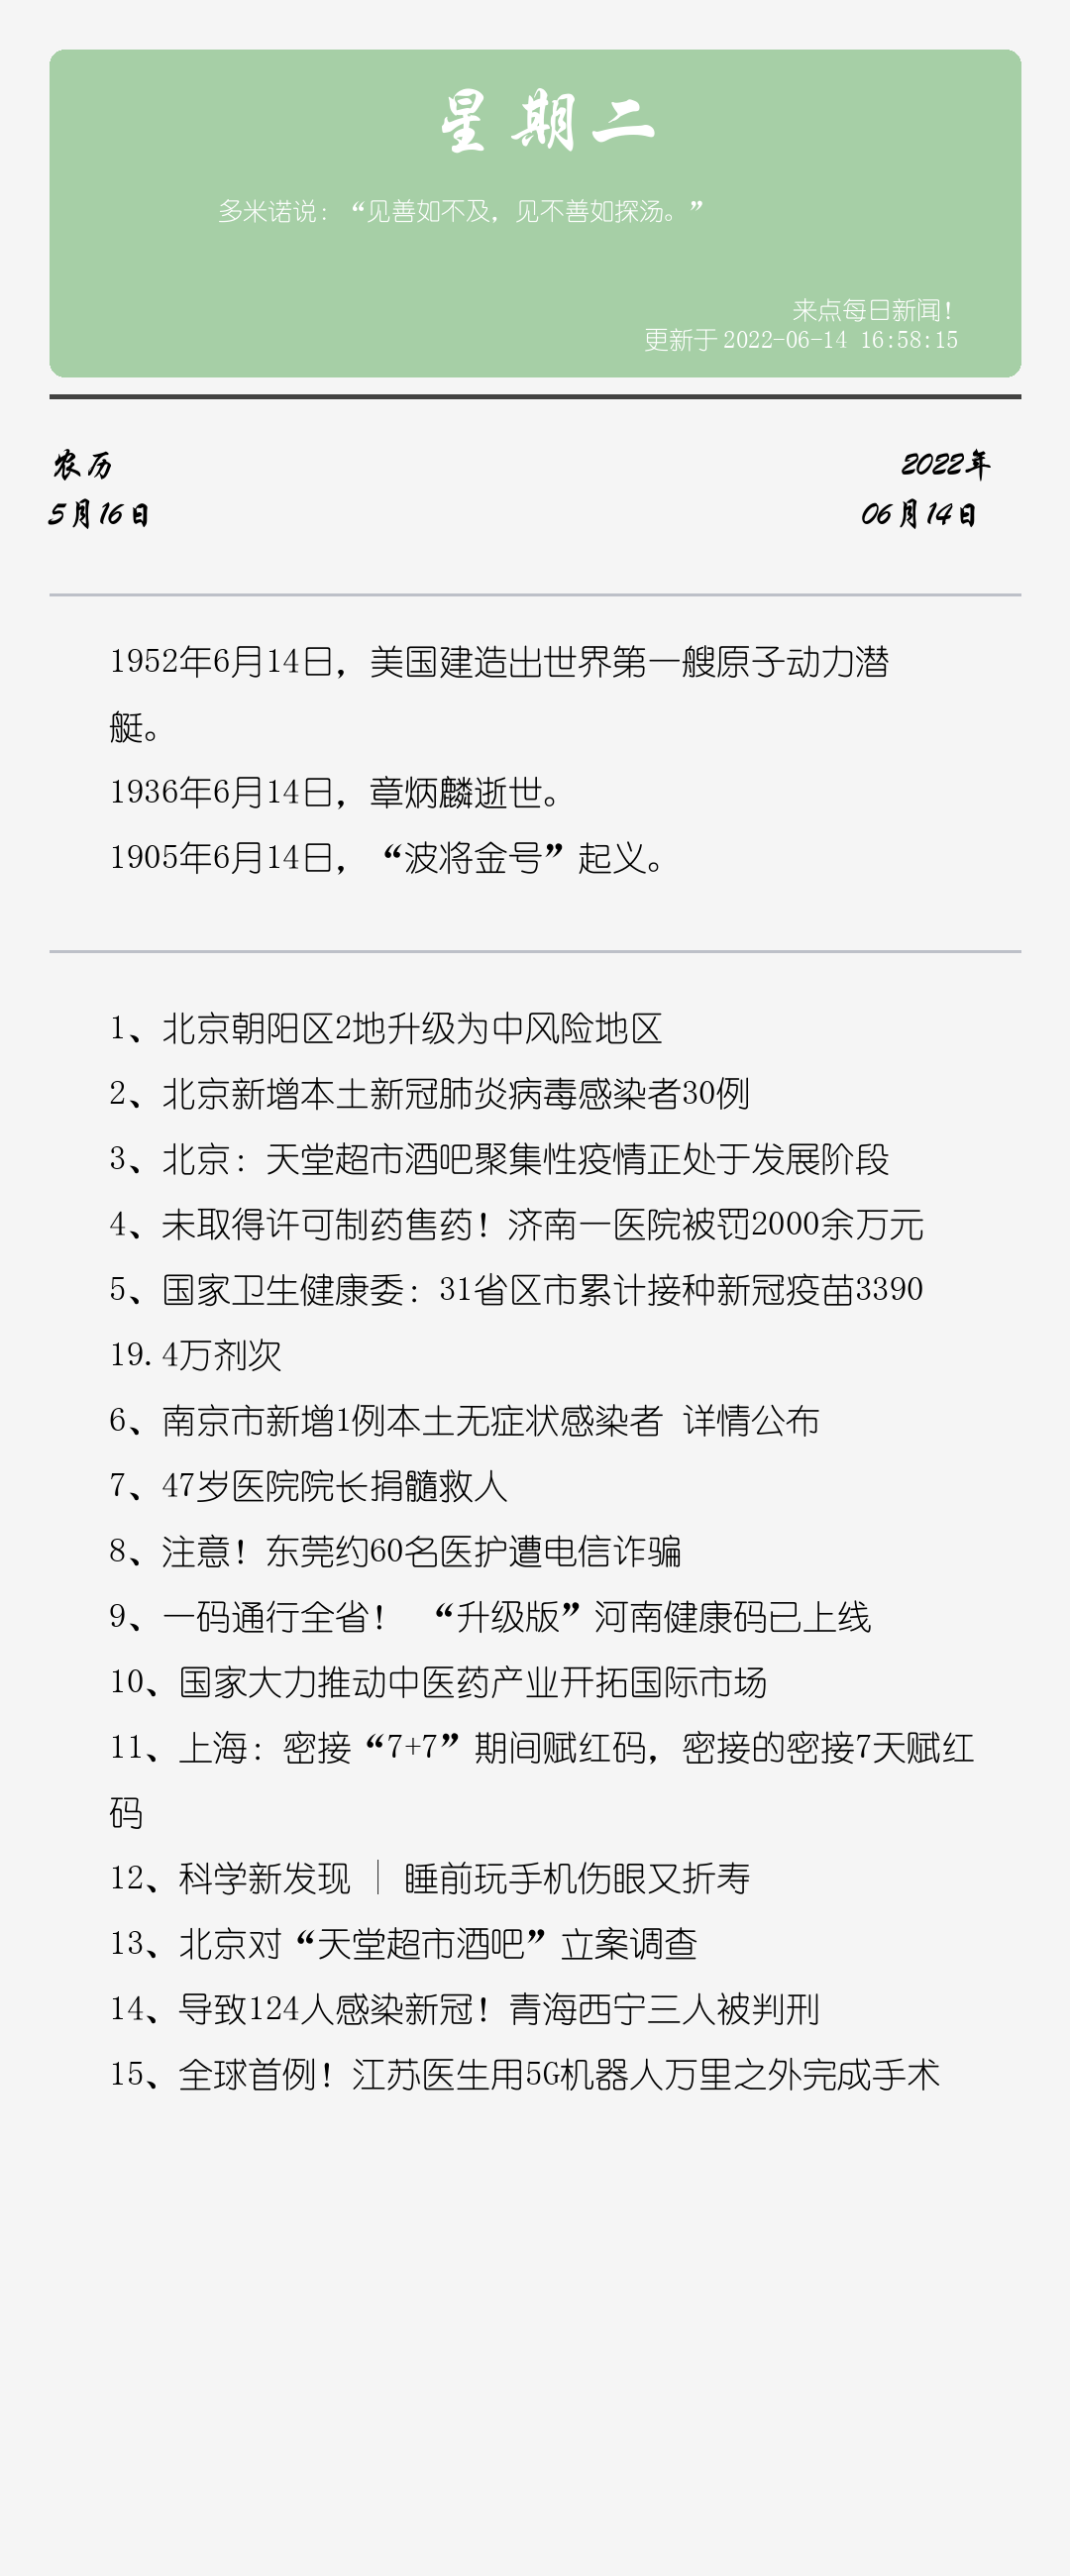 星期二
多米诺说：“见善如不及，见不善如探汤。”
来点每日新闻！
更新于 2022-06-14 16:58:15
农历
2022年
5月16日
06月14日
1952年6月14日，美国建造出世界第一艘原子动力潜
艇。
1936年6月14日，章炳麟逝世。
1905年6月14日，“波将金号”起义。
1、北京朝阳区2地升级为中风险地区
2、北京新增本土新冠肺炎病毒感染者30例
3、北京：天堂超市酒吧聚集性疫情正处于发展阶段
4、未取得许可制药售药！济南一医院被罚2000余万元
5、国家卫生健康委：31省区市累计接种新冠疫苗3390
19.4万剂次
6、南京市新增1例本土无症状感染者 详情公布
7、47岁医院院长捐髓救人
8、注意！东莞约60名医护遭电信诈骗
9、一码通行全省！ “升级版”河南健康码已上线
10、国家大力推动中医药产业开拓国际市场
11、上海：密接“7+7”期间赋红码，密接的密接7天赋红
码
12、科学新发现 │ 睡前玩手机伤眼又折寿
13、北京对“天堂超市酒吧”立案调查
14、导致124人感染新冠！青海西宁三人被判刑
15、全球首例！江苏医生用5G机器人万里之外完成手术